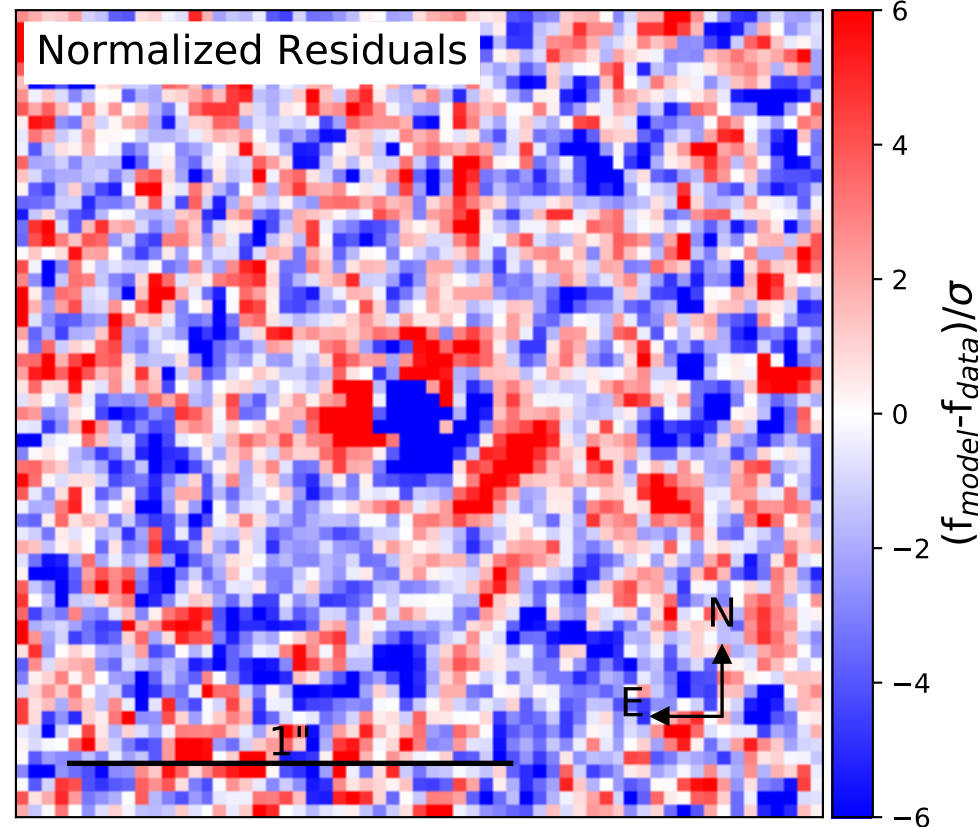 Normalized Residuals
6
4
2
0
−2
−4
−6
(f_model-f_data)/σ
N
E
1"